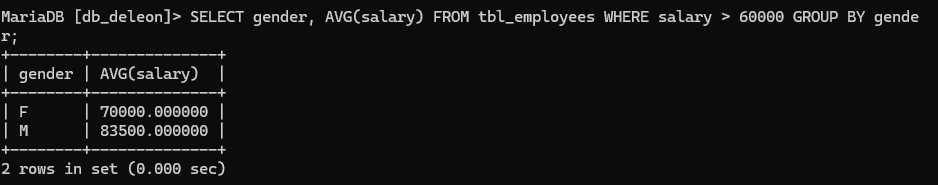 MariaDB [db_deleon]> SELECT gender, AVG(salary) FROM tbl_employees WHERE salary > 60000 GROUP BY gende
r;
+--------+--------------+
| gender | AVG(salary)  |
+--------+--------------+
| F      | 70000.000000 |
| M      | 83500.000000 |
+--------+--------------+
2 rows in set (0.000 sec)